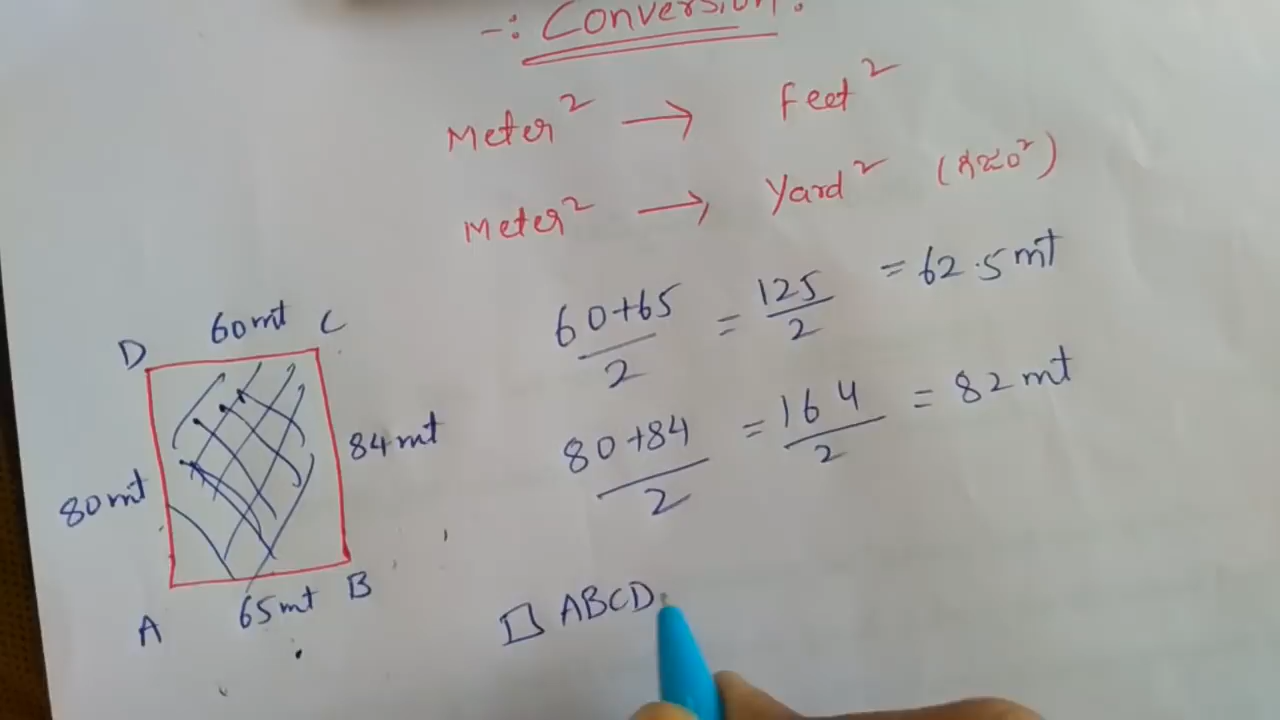 -: Conversion :
Meter² → Feet²
Meter² → Yard²
60+65/2 = 125/2 = 62.5 mt
80+84/2 = 164/2 = 82 mt
D 60mt C
80mt 84mt
A 65mt B
□ ABCD